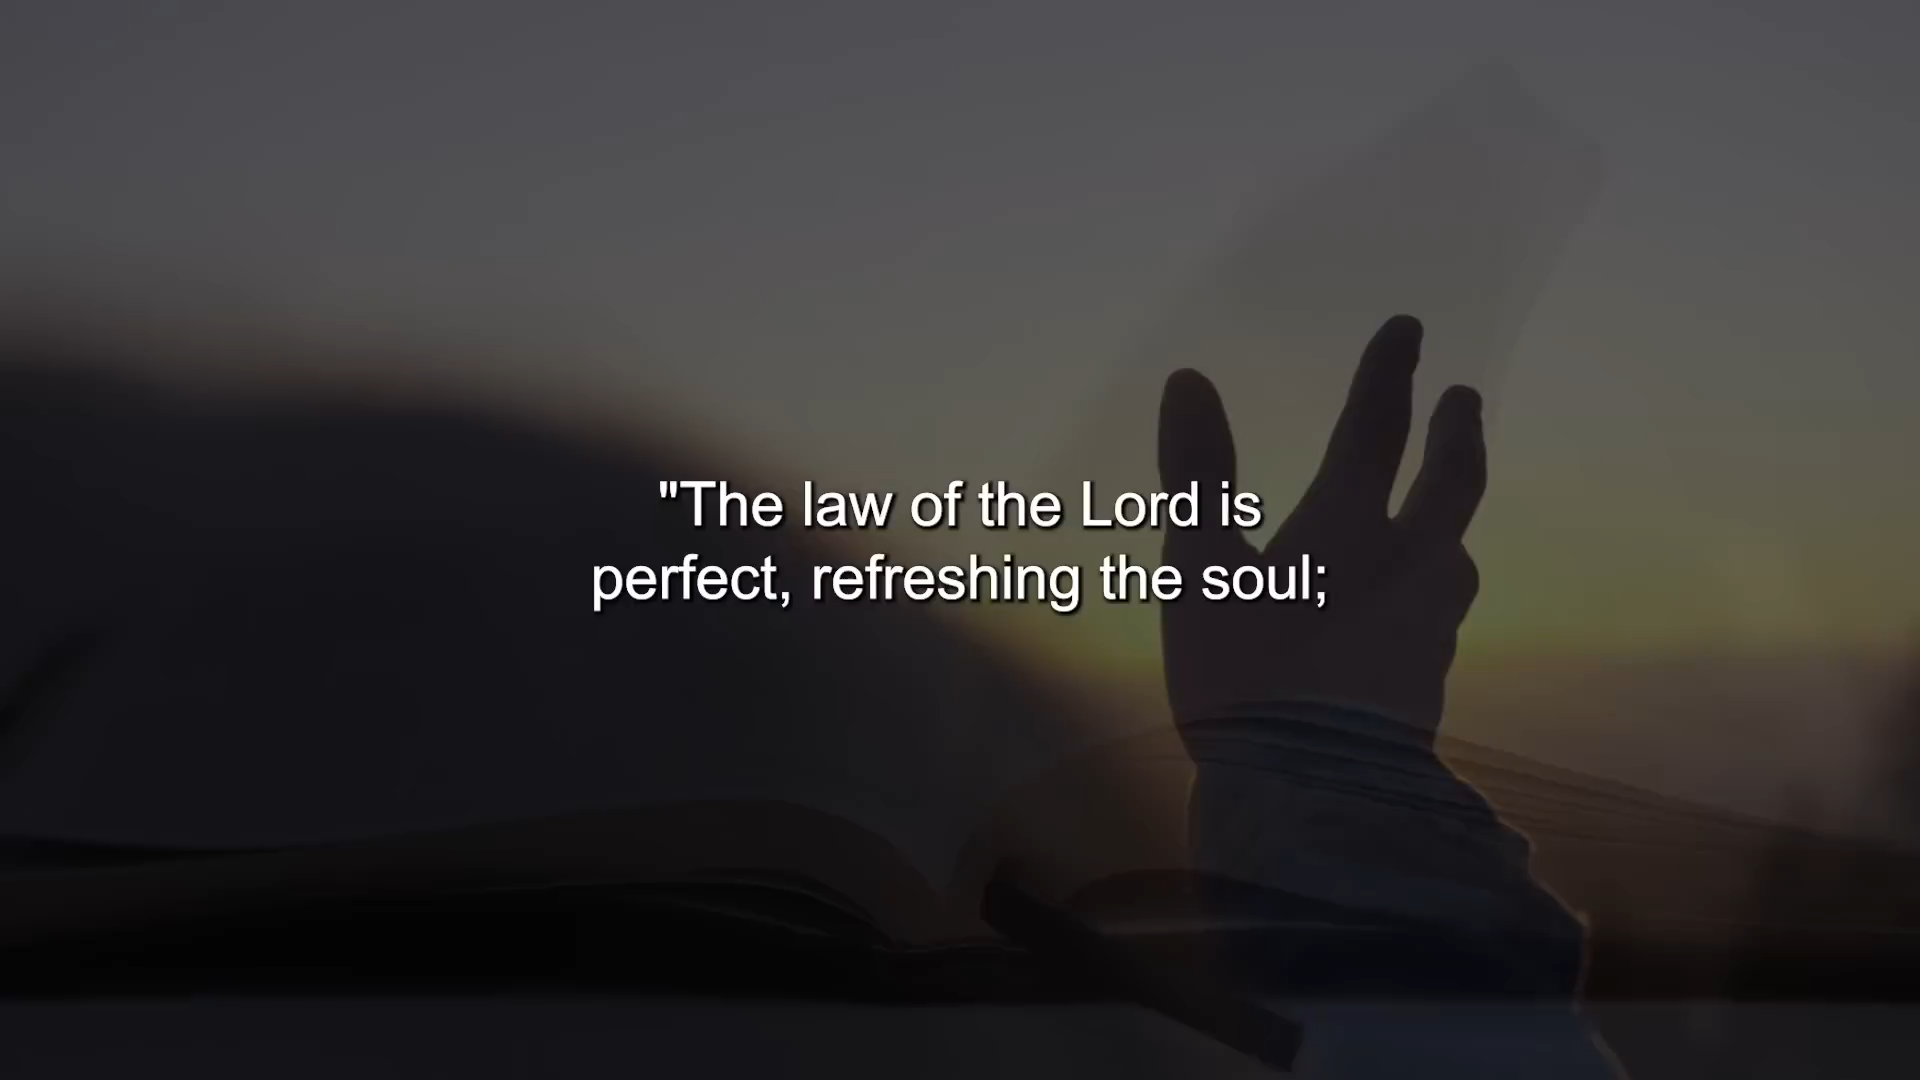 "The law of the Lord is
perfect, refreshing the soul;